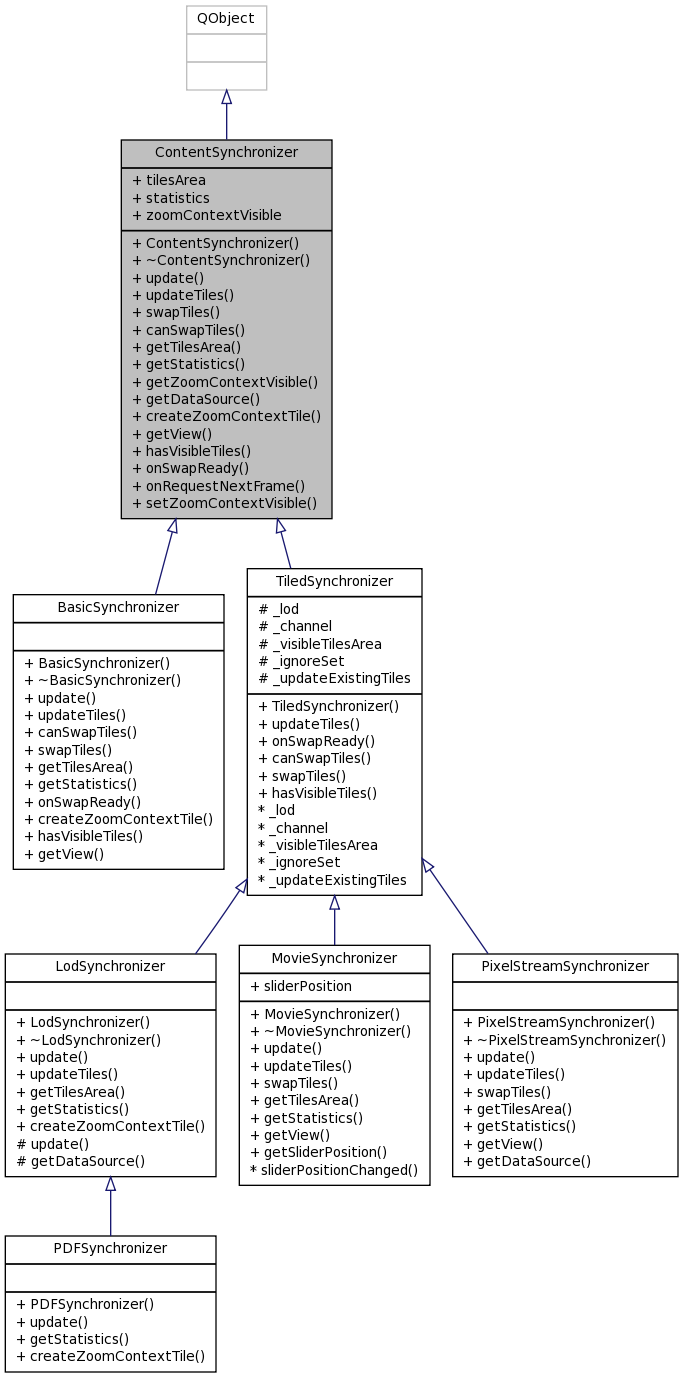 QObject
ContentSynchronizer
+ tilesArea
+ statistics
+ zoomContextVisible
+ ContentSynchronizer()
+ ~ContentSynchronizer()
+ update()
+ updateTiles()
+ swapTiles()
+ canSwapTiles()
+ getTilesArea()
+ getStatistics()
+ getZoomContextVisible()
+ getDataSource()
+ createZoomContextTile()
+ getView()
+ hasVisibleTiles()
+ onSwapReady()
+ onRequestNextFrame()
+ setZoomContextVisible()
BasicSynchronizer
+ BasicSynchronizer()
+ ~BasicSynchronizer()
+ update()
+ updateTiles()
+ canSwapTiles()
+ swapTiles()
+ getTilesArea()
+ getStatistics()
+ onSwapReady()
+ createZoomContextTile()
+ hasVisibleTiles()
+ getView()
TiledSynchronizer
# _lod
# _channel
# _visibleTilesArea
# _ignoreSet
# _updateExistingTiles
+ TiledSynchronizer()
+ updateTiles()
+ onSwapReady()
+ canSwapTiles()
+ swapTiles()
+ hasVisibleTiles()
* _lod
* _channel
* _visibleTilesArea
* _ignoreSet
* _updateExistingTiles
LodSynchronizer
+ LodSynchronizer()
+ ~LodSynchronizer()
+ update()
+ updateTiles()
+ getTilesArea()
+ getStatistics()
+ createZoomContextTile()
# update()
# getDataSource()
MovieSynchronizer
+ sliderPosition
+ MovieSynchronizer()
+ ~MovieSynchronizer()
+ update()
+ updateTiles()
+ swapTiles()
+ getTilesArea()
+ getStatistics()
+ getView()
+ getSliderPosition()
* sliderPositionChanged()
PixelStreamSynchronizer
+ PixelStreamSynchronizer()
+ ~PixelStreamSynchronizer()
+ update()
+ updateTiles()
+ swapTiles()
+ getTilesArea()
+ getStatistics()
+ getView()
+ getDataSource()
PDFSynchronizer
+ PDFSynchronizer()
+ update()
+ getStatistics()
+ createZoomContextTile()